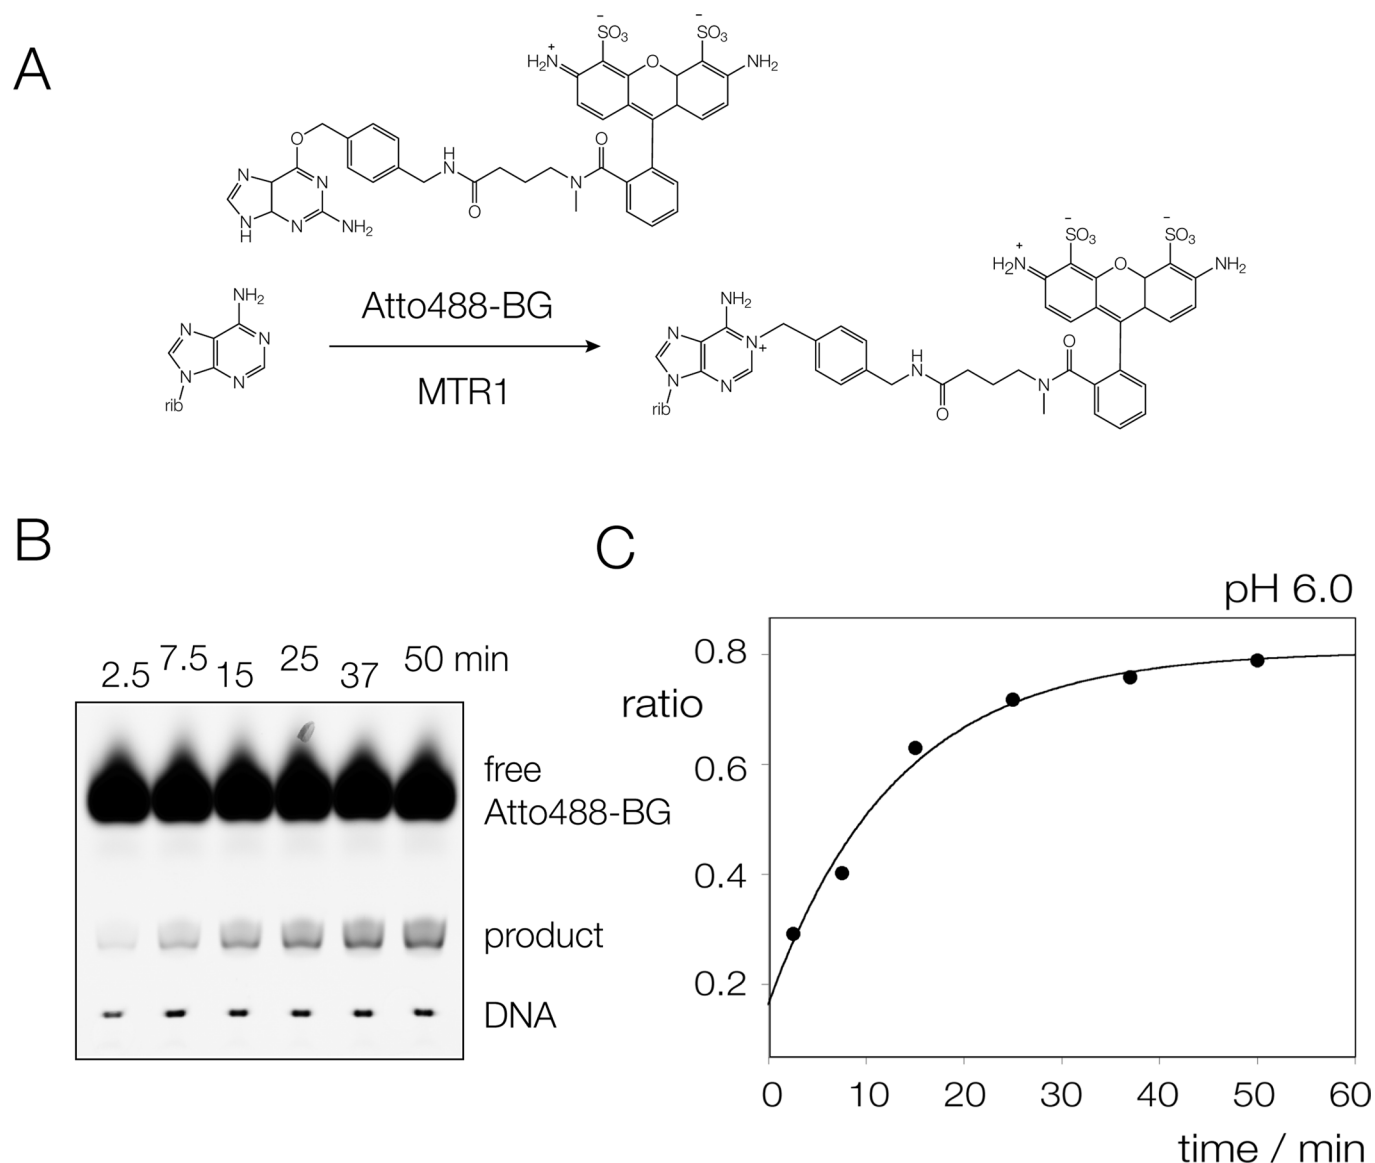 A
H₂N+
SO₃−
SO₃−
O
NH₂
O
N
N
N
H
N
NH₂
H
N
O
N
O
NH₂
N
N
N
N
rib
Atto488-BG
MTR1
NH₂
N
N+
N
N
rib
H
N
O
N
O
H₂N+
SO₃−
SO₃−
O
NH₂
B
2.5 7.5 15 25 37 50 min
free
Atto488-BG
product
DNA
C
pH 6.0
ratio
0.8
0.6
0.4
0.2
0 10 20 30 40 50 60
time / min